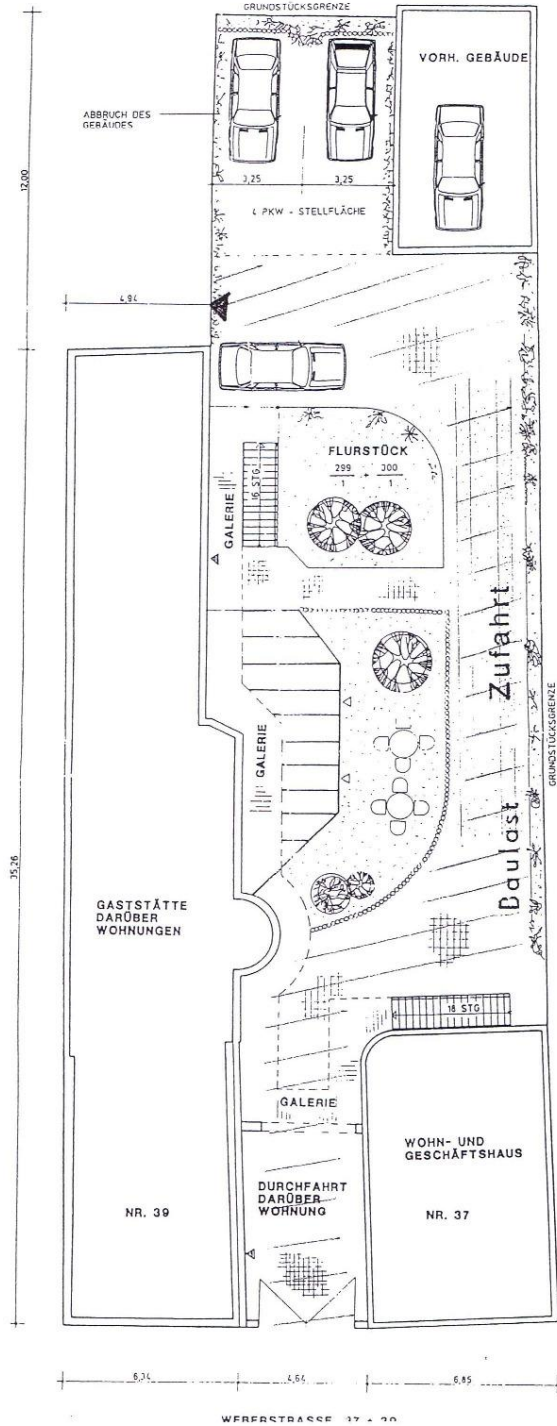 GRUNDSTÜCKSGRENZE
VORH. GEBÄUDE
ABBRUCH DES
GEBÄUDES
12,00
3,25
3,25
4 PKW - STELLFLÄCHE
4,94
FLURSTÜCK
299 + 300
1 1
16 STG
GALERIE
Zufahrt
GALERIE
GRUNDSTÜCKSGRENZE
35,26
Baulast
GASTSTÄTTE
DARÜBER
WOHNUNGEN
18 STG
GALERIE
WOHN- UND
GESCHÄFTSHAUS
DURCHFAHRT
DARÜBER
WOHNUNG
NR. 39
NR. 37
6,34
4,64
6,85
WEBERSTRASSE 37 + 39